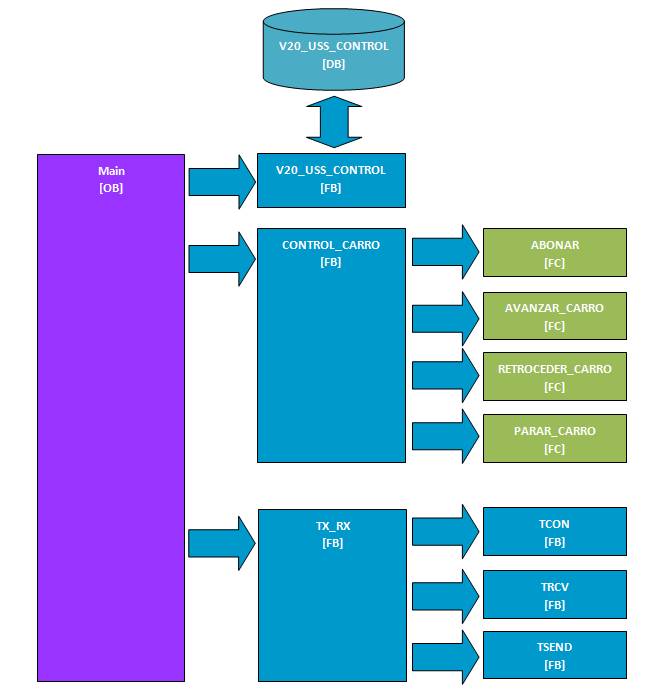 V20_USS_CONTROL
[DB]
Main
[OB]
V20_USS_CONTROL
[FB]
CONTROL_CARRO
[FB]
ABONAR
[FC]
AVANZAR_CARRO
[FC]
RETROCEDER_CARRO
[FC]
PARAR_CARRO
[FC]
TX_RX
[FB]
TCON
[FB]
TRCV
[FB]
TSEND
[FB]